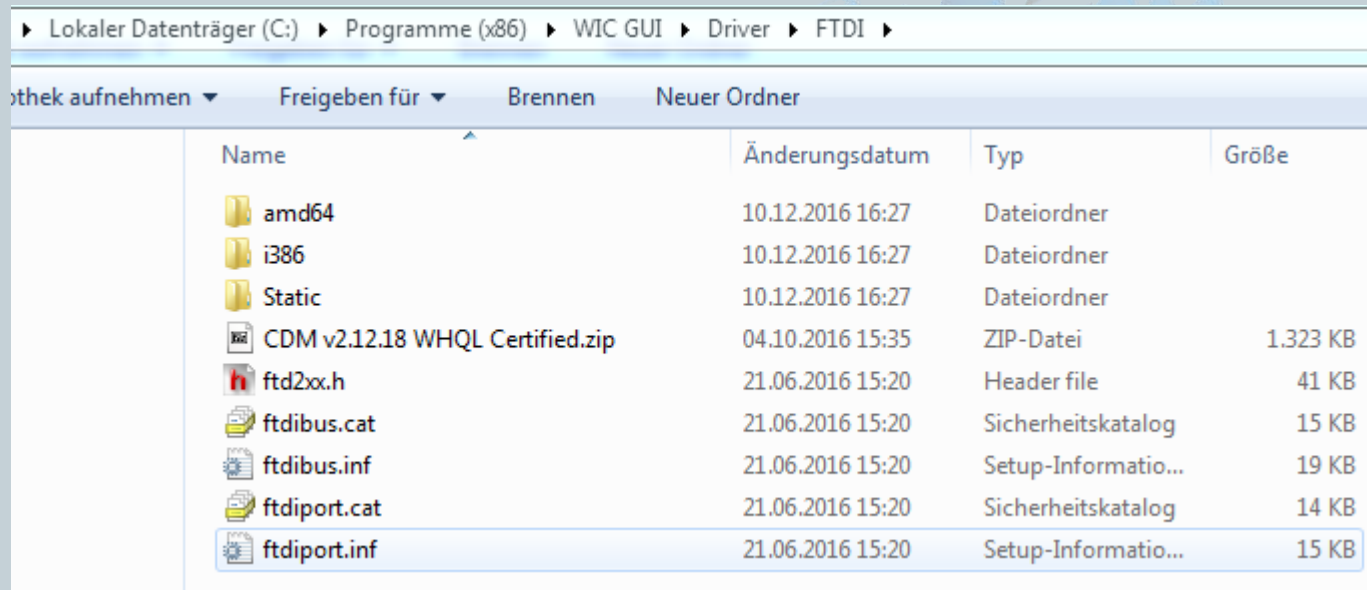 Lokaler Datenträger (C:) Programme (x86) WIC GUI Driver FTDI
othek aufnehmen Freigeben für Brennen Neuer Ordner
Name Änderungsdatum Typ Größe
amd64 10.12.2016 16:27 Dateiordner
i386 10.12.2016 16:27 Dateiordner
Static 10.12.2016 16:27 Dateiordner
CDM v2.12.18 WHQL Certified.zip 04.10.2016 15:35 ZIP-Datei 1.323 KB
ftd2xx.h 21.06.2016 15:20 Header file 41 KB
ftdibus.cat 21.06.2016 15:20 Sicherheitskatalog 15 KB
ftdibus.inf 21.06.2016 15:20 Setup-Informatio... 19 KB
ftdiport.cat 21.06.2016 15:20 Sicherheitskatalog 14 KB
ftdiport.inf 21.06.2016 15:20 Setup-Informatio... 15 KB